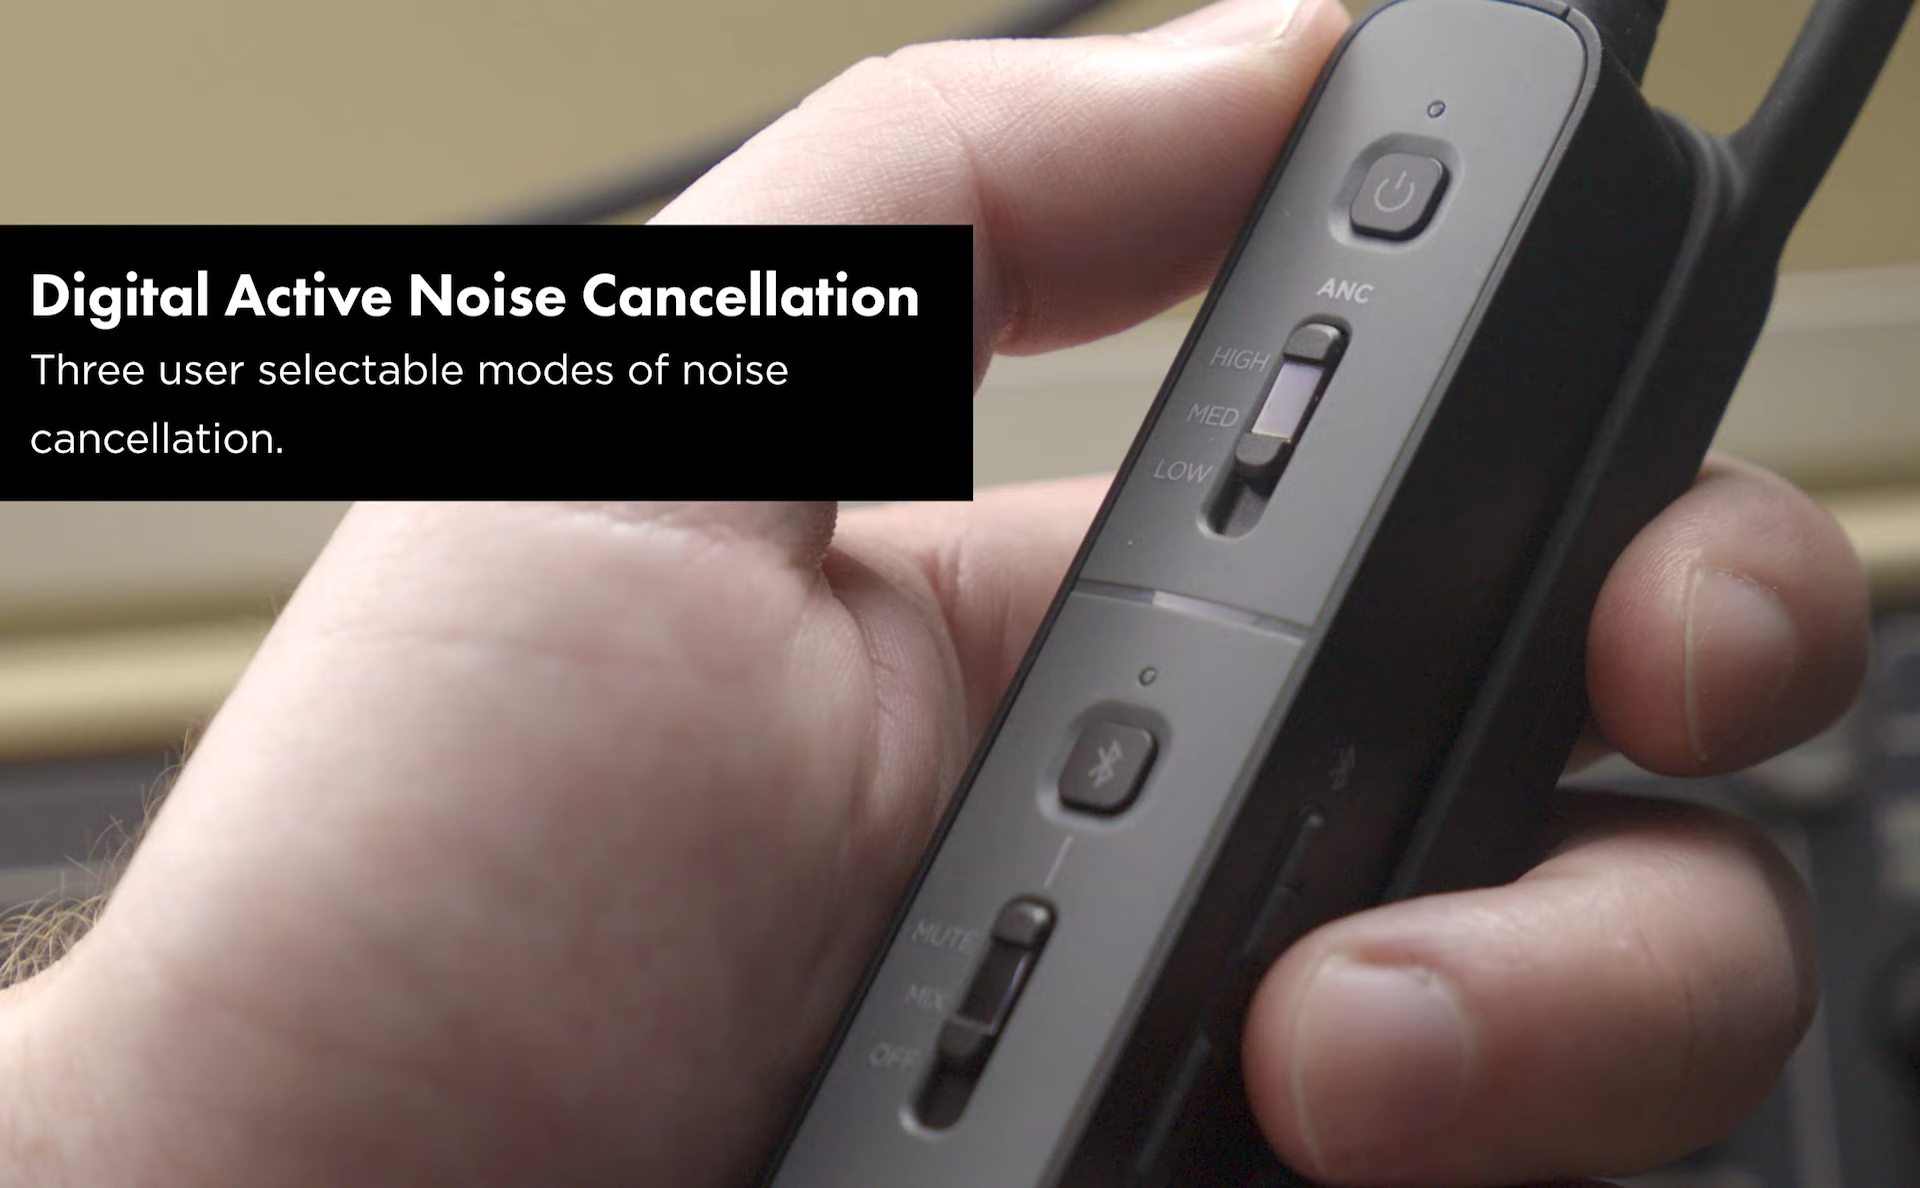 Digital Active Noise Cancellation
Three user selectable modes of noise
cancellation.
ANC
HIGH
MED
LOW
MUTE
MIX
OFF